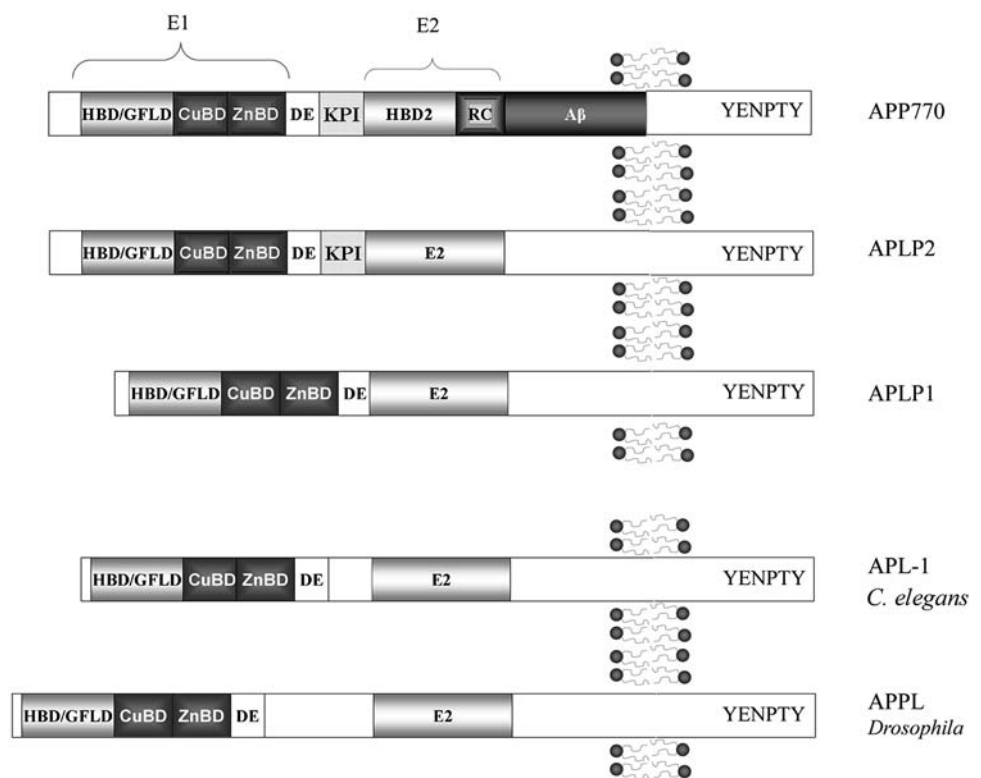 E1 E2
HBD/GFLD CuBD ZnBD DE KPI HBD2 RC Aβ YENPTY APP770
HBD/GFLD CuBD ZnBD DE KPI E2 YENPTY APLP2
HBD/GFLD CuBD ZnBD DE E2 YENPTY APLP1
HBD/GFLD CuBD ZnBD DE E2 YENPTY APL-1
C. elegans
HBD/GFLD CuBD ZnBD DE E2 YENPTY APPL
Drosophila